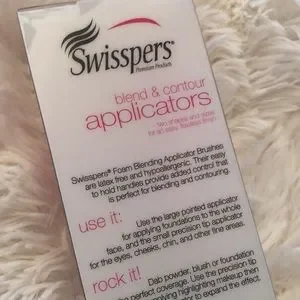 Swisspers®
Premium Products
blend & contour
applicators
two shapes and sizes
for an easy, flawless finish
Swisspers® Foam Blending Applicator Brushes
are latex free and hypoallergenic. Their easy
to hold handles provide added control that
is perfect for blending and contouring.
use it:
Use the large pointed applicator
for applying foundations to the whole
face, and the small precision tip applicator
for the eyes, cheeks, chin, and other fine areas.
rock it!
Dab powder, blush or foundation
perfect coverage. Use the precision tip
applying highlighting makeup then
applicator to expand the effect.